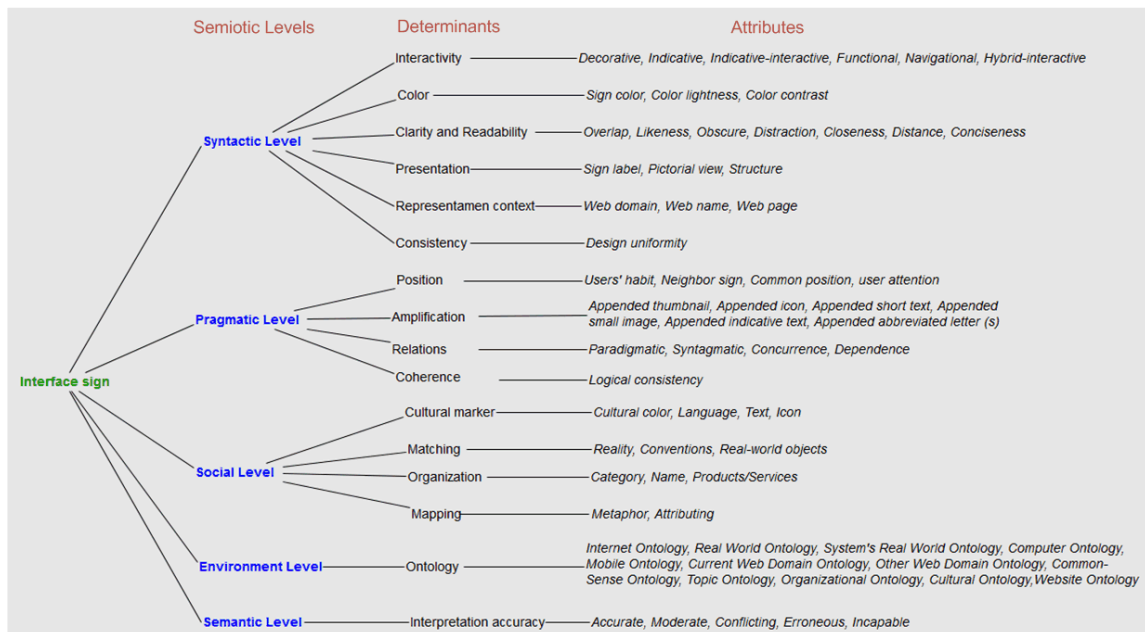 Semiotic Levels Determinants Attributes
Interactivity Decorative, Indicative, Indicative-interactive, Functional, Navigational, Hybrid-interactive
Color Sign color, Color lightness, Color contrast
Clarity and Readability Overlap, Likeness, Obscure, Distraction, Closeness, Distance, Conciseness
Syntactic Level
Presentation Sign label, Pictorial view, Structure
Representamen context Web domain, Web name, Web page
Consistency Design uniformity
Position Users' habit, Neighbor sign, Common position, user attention
Pragmatic Level
Amplification Appended thumbnail, Appended icon, Appended short text, Appended
small image, Appended indicative text, Appended abbreviated letter (s)
Relations Paradigmatic, Syntagmatic, Concurrence, Dependence
Coherence Logical consistency
Interface sign
Cultural marker Cultural color, Language, Text, Icon
Matching Reality, Conventions, Real-world objects
Social Level
Organization Category, Name, Products/Services
Mapping Metaphor, Attributing
Environment Level Ontology
Internet Ontology, Real World Ontology, System's Real World Ontology, Computer Ontology,
Mobile Ontology, Current Web Domain Ontology, Other Web Domain Ontology, Common-
Sense Ontology, Topic Ontology, Organizational Ontology, Cultural Ontology,Website Ontology
Semantic Level Interpretation accuracy Accurate, Moderate, Conflicting, Erroneous, Incapable